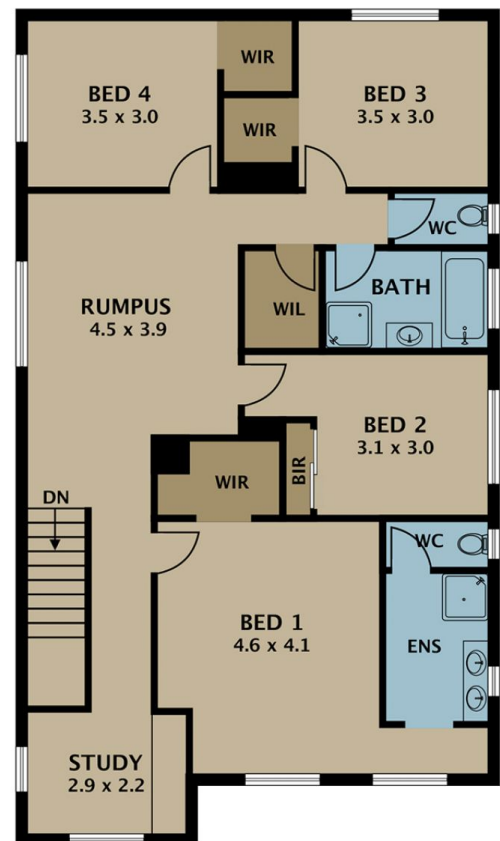 WIR
BED 4
3.5 x 3.0
BED 3
3.5 x 3.0
WIR
WC
RUMPUS
4.5 x 3.9
WIL
BATH
BED 2
3.1 x 3.0
BIR
WIR
DN
WC
BED 1
4.6 x 4.1
ENS
STUDY
2.9 x 2.2